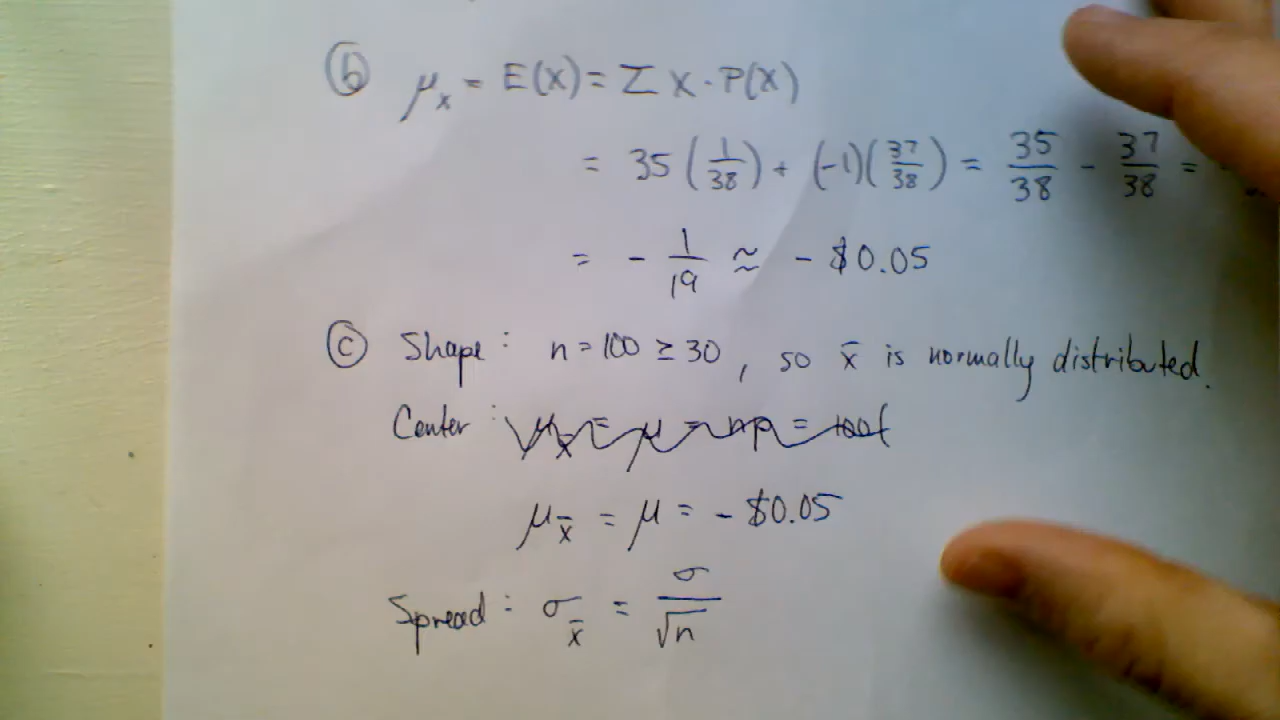 ⓑ μₓ = E(X) = Σ X · P(X)
= 35 (1/38) + (-1)(37/38) = 35/38 - 37/38 = -
= - 1/19 ≈ - $0.05
ⓒ Shape: n = 100 ≥ 30, so x̄ is normally distributed.
Center: μ_x̄ = μ = np = 100(
μ_x̄ = μ = - $0.05
Spread: σ_x̄ = σ/√n